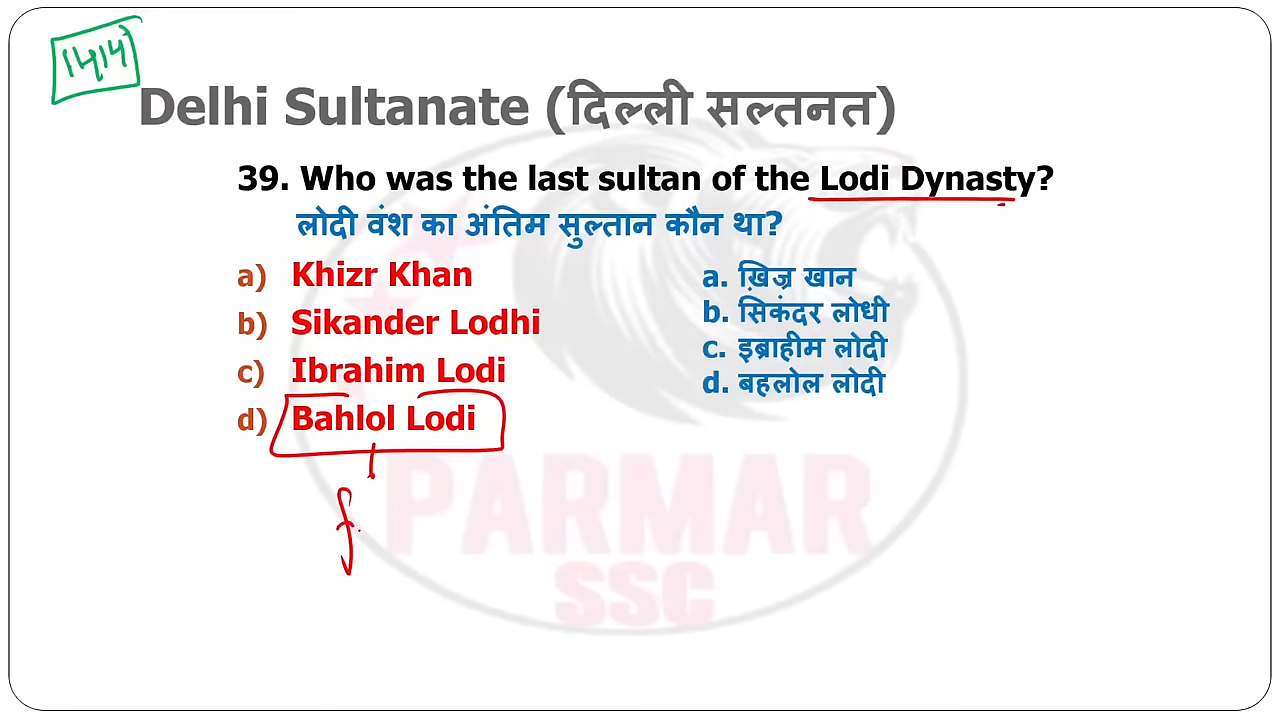 1414
Delhi Sultanate (दिल्ली सल्तनत)
39. Who was the last sultan of the Lodi Dynasty?
लोदी वंश का अंतिम सुल्तान कौन था?
a) Khizr Khan
b) Sikander Lodhi
c) Ibrahim Lodi
d) Bahlol Lodi
a. ख़िज्र खान
b. सिकंदर लोधी
c. इब्राहीम लोदी
d. बहलोल लोदी
f
PARMAR
SSC